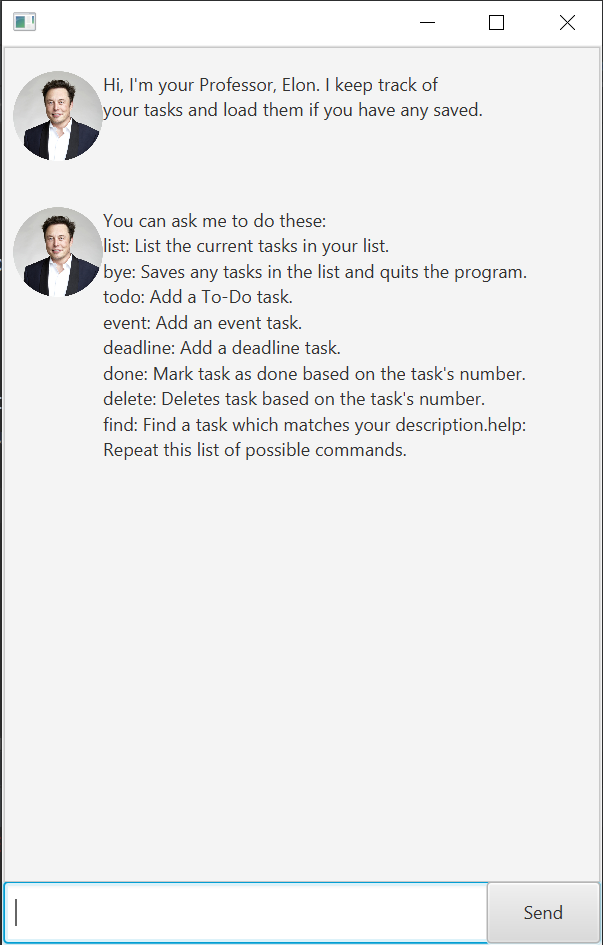 Hi, I'm your Professor, Elon. I keep track of
your tasks and load them if you have any saved.
You can ask me to do these:
list: List the current tasks in your list.
bye: Saves any tasks in the list and quits the program.
todo: Add a To-Do task.
event: Add an event task.
deadline: Add a deadline task.
done: Mark task as done based on the task's number.
delete: Deletes task based on the task's number.
find: Find a task which matches your description.help:
Repeat this list of possible commands.
Send